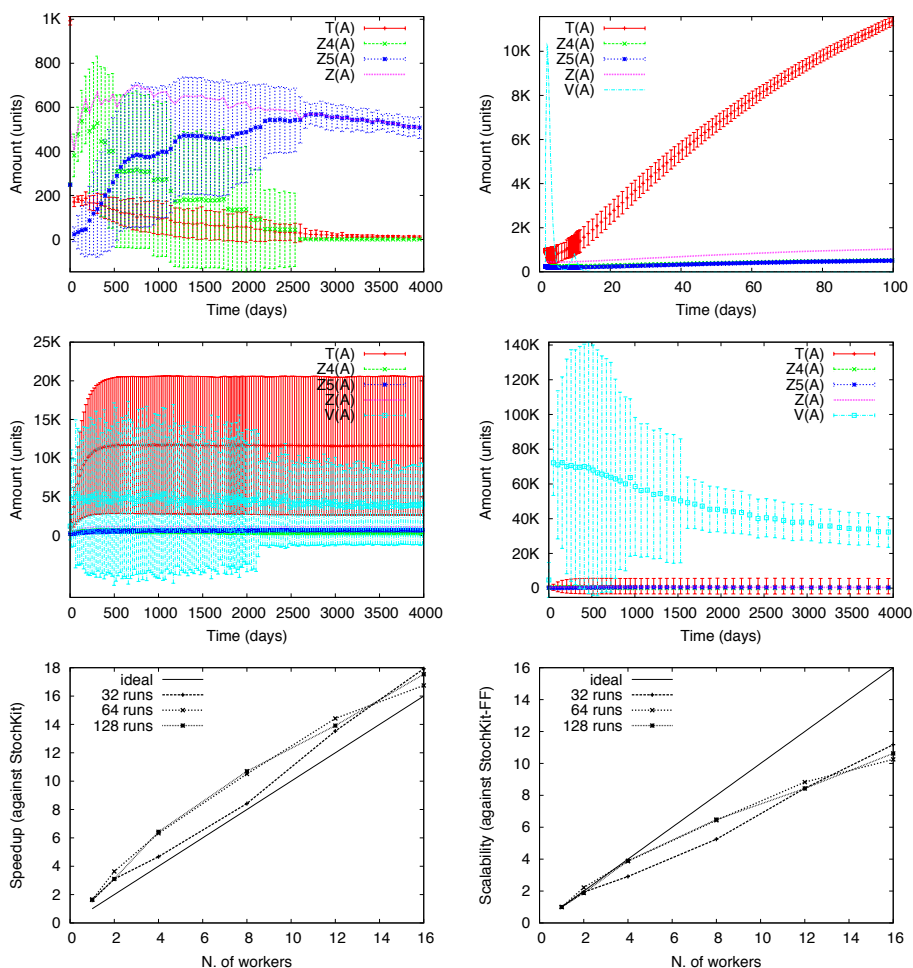 1K
800
600
400
200
0
Amount (units)
T(A)
Z4(A)
Z5(A)
Z(A)
0 500 1000 1500 2000 2500 3000 3500 4000
Time (days)
10K
8K
6K
4K
2K
0
Amount (units)
T(A)
Z4(A)
Z5(A)
Z(A)
V(A)
20 40 60 80 100
Time (days)
25K
20K
15K
10K
5K
0
Amount (units)
T(A)
Z4(A)
Z5(A)
Z(A)
V(A)
0 500 1000 1500 2000 2500 3000 3500 4000
Time (days)
140K
120K
100K
80K
60K
40K
20K
0
Amount (units)
T(A)
Z4(A)
Z5(A)
Z(A)
V(A)
0 500 1000 1500 2000 2500 3000 3500 4000
Time (days)
18
16
14
12
10
8
6
4
2
0
Speedup (against StochKit)
ideal
32 runs
64 runs
128 runs
0 2 4 6 8 10 12 14 16
N. of workers
16
14
12
10
8
6
4
2
0
Scalability (against StochKit-FF)
ideal
32 runs
64 runs
128 runs
0 2 4 6 8 10 12 14 16
N. of workers